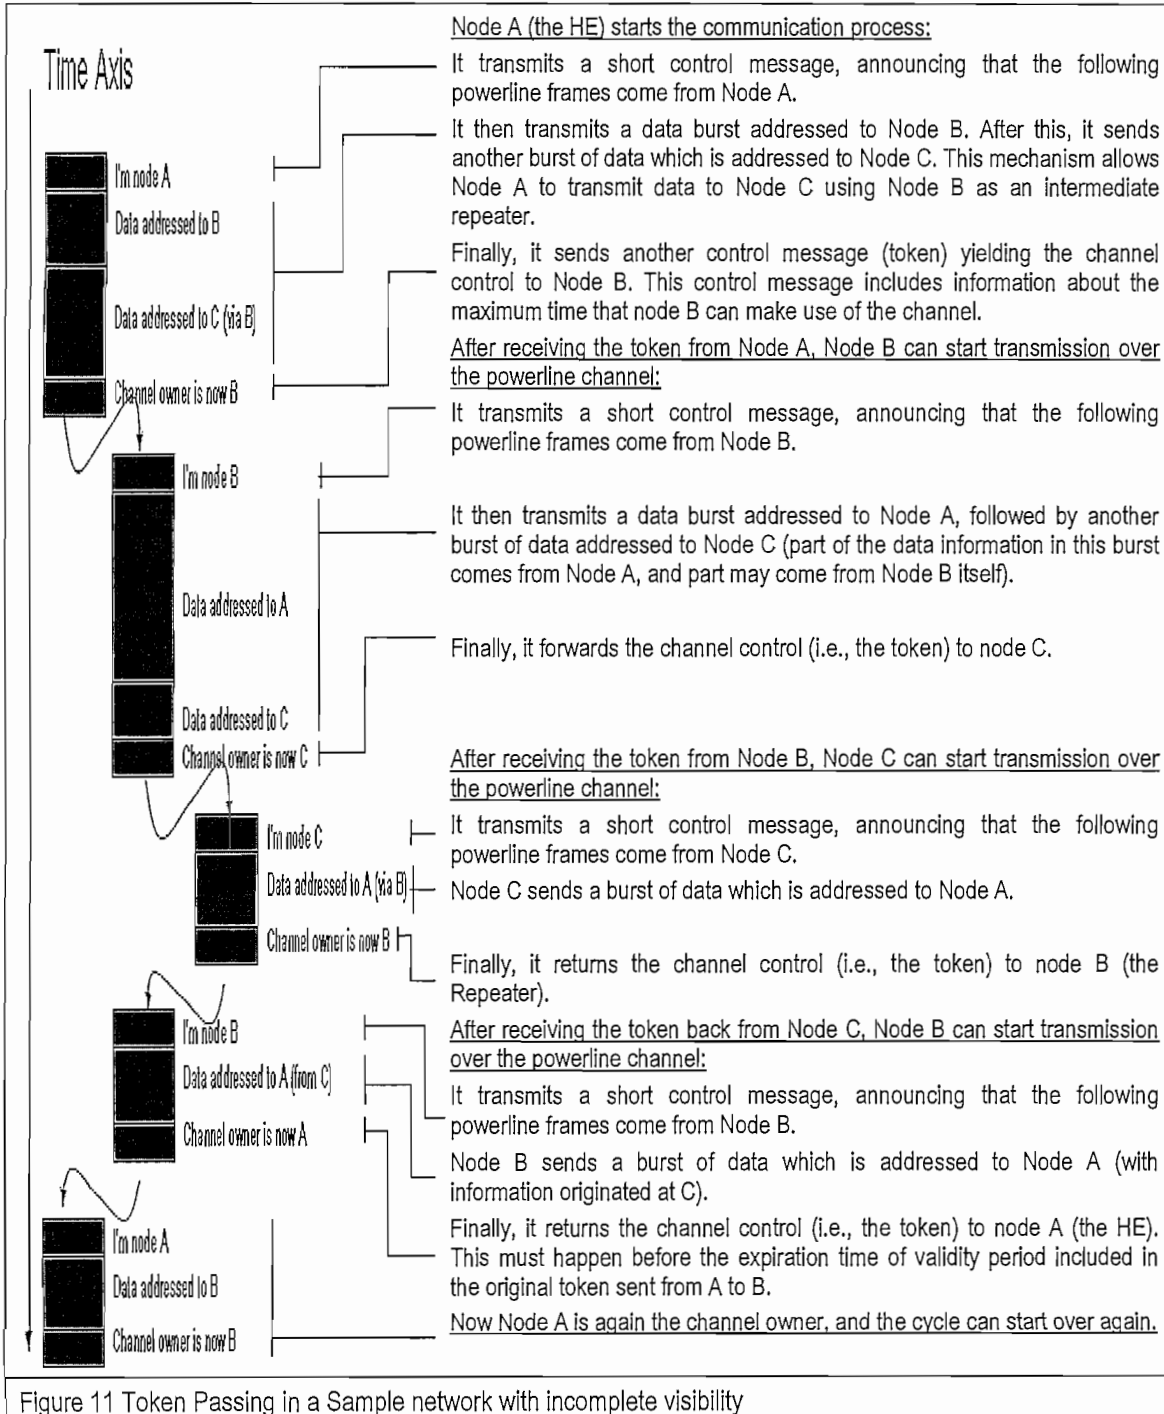 Time Axis
I'm node A
Data addressed to B
Data addressed to C (via B)
Channel owner is now B
I'm node B
Data addressed to A
Data addressed to C
Channel owner is now C
I'm node C
Data addressed to A (via B)
Channel owner is now B
I'm node B
Data addressed to A (from C)
Channel owner is now A
I'm node A
Data addressed to B
Channel owner is now B
Node A (the HE) starts the communication process:
It transmits a short control message, announcing that the following
powerline frames come from Node A.
It then transmits a data burst addressed to Node B. After this, it sends
another burst of data which is addressed to Node C. This mechanism allows
Node A to transmit data to Node C using Node B as an intermediate
repeater.
Finally, it sends another control message (token) yielding the channel
control to Node B. This control message includes information about the
maximum time that node B can make use of the channel.
After receiving the token from Node A, Node B can start transmission over
the powerline channel:
It transmits a short control message, announcing that the following
powerline frames come from Node B.
It then transmits a data burst addressed to Node A, followed by another
burst of data addressed to Node C (part of the data information in this burst
comes from Node A, and part may come from Node B itself).
Finally, it forwards the channel control (i.e., the token) to node C.
After receiving the token from Node B, Node C can start transmission over
the powerline channel:
It transmits a short control message, announcing that the following
powerline frames come from Node C.
Node C sends a burst of data which is addressed to Node A.
Finally, it returns the channel control (i.e., the token) to node B (the
Repeater).
After receiving the token back from Node C, Node B can start transmission
over the powerline channel:
It transmits a short control message, announcing that the following
powerline frames come from Node B.
Node B sends a burst of data which is addressed to Node A (with
information originated at C).
Finally, it returns the channel control (i.e., the token) to node A (the HE).
This must happen before the expiration time of validity period included in
the original token sent from A to B.
Now Node A is again the channel owner, and the cycle can start over again.
Figure 11 Token Passing in a Sample network with incomplete visibility